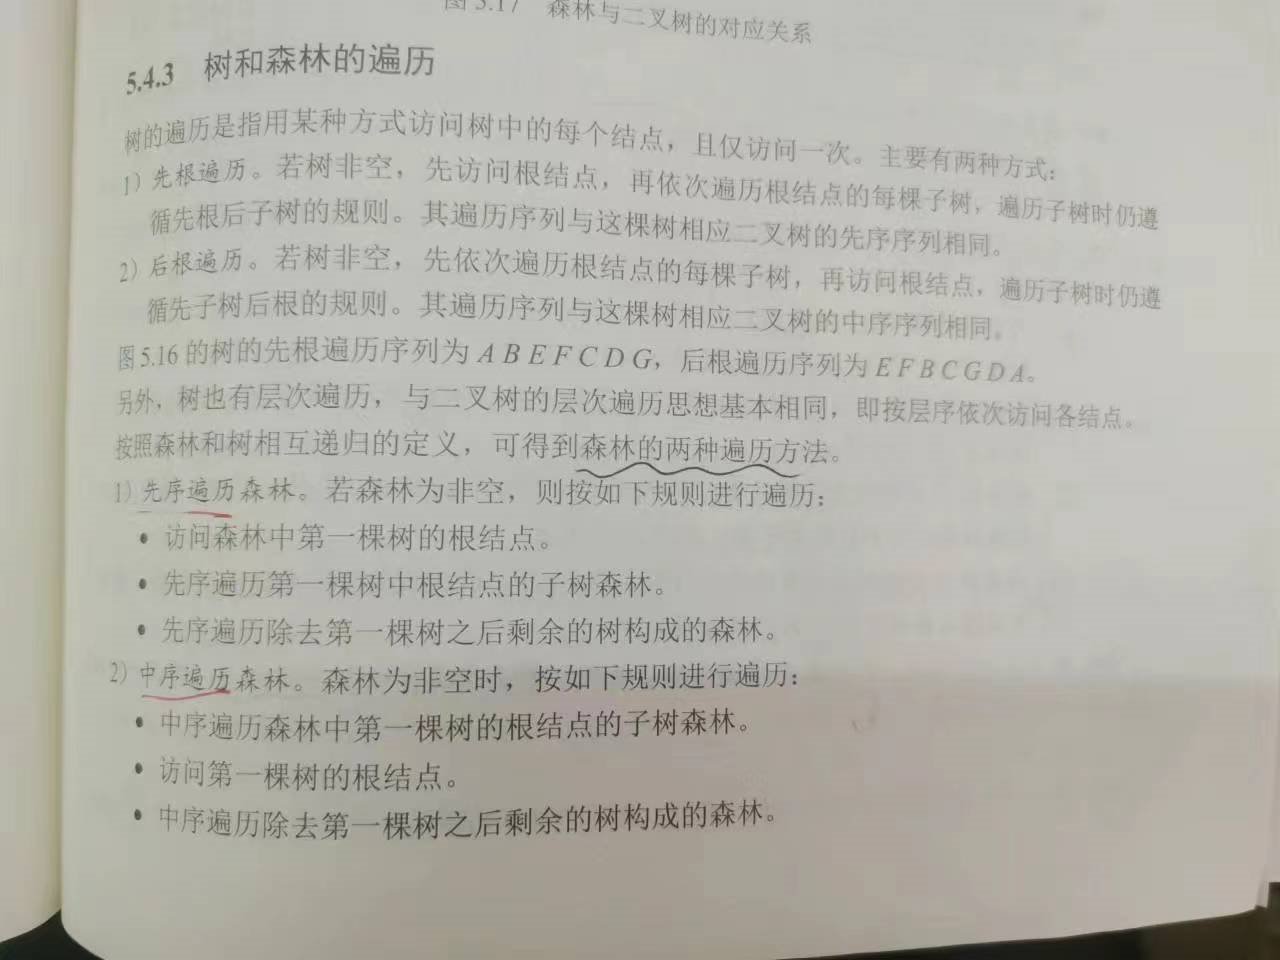 图 5.17 森林与二叉树的对应关系
5.4.3 树和森林的遍历
树的遍历是指用某种方式访问树中的每个结点，且仅访问一次。主要有两种方式：
1）先根遍历。若树非空，先访问根结点，再依次遍历根结点的每棵子树，遍历子树时仍遵
循先根后子树的规则。其遍历序列与这棵树相应二叉树的先序序列相同。
2）后根遍历。若树非空，先依次遍历根结点的每棵子树，再访问根结点，遍历子树时仍遵
循先子树后根的规则。其遍历序列与这棵树相应二叉树的中序序列相同。
图 5.16 的树的先根遍历序列为 A B E F C D G，后根遍历序列为 E F B C G D A。
另外，树也有层次遍历，与二叉树的层次遍历思想基本相同，即按层序依次访问各结点。
按照森林和树相互递归的定义，可得到森林的两种遍历方法。
1）先序遍历森林。若森林为非空，则按如下规则进行遍历：
• 访问森林中第一棵树的根结点。
• 先序遍历第一棵树中根结点的子树森林。
• 先序遍历除去第一棵树之后剩余的树构成的森林。
2）中序遍历森林。森林为非空时，按如下规则进行遍历：
• 中序遍历森林中第一棵树的根结点的子树森林。
• 访问第一棵树的根结点。
• 中序遍历除去第一棵树之后剩余的树构成的森林。